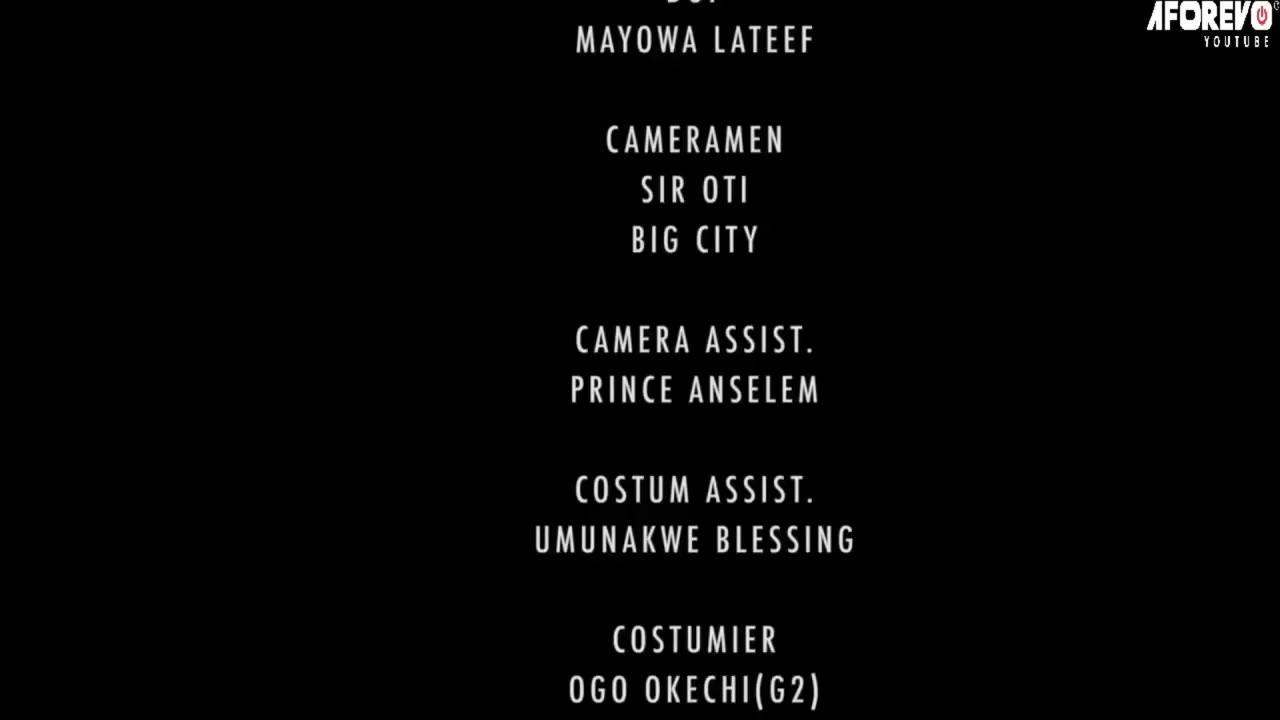 AFOREVO
YOUTUBE
MAYOWA LATEEF
CAMERAMEN
SIR OTI
BIG CITY
CAMERA ASSIST.
PRINCE ANSELEM
COSTUM ASSIST.
UMUNAKWE BLESSING
COSTUMIER
OGO OKECHI(G2)